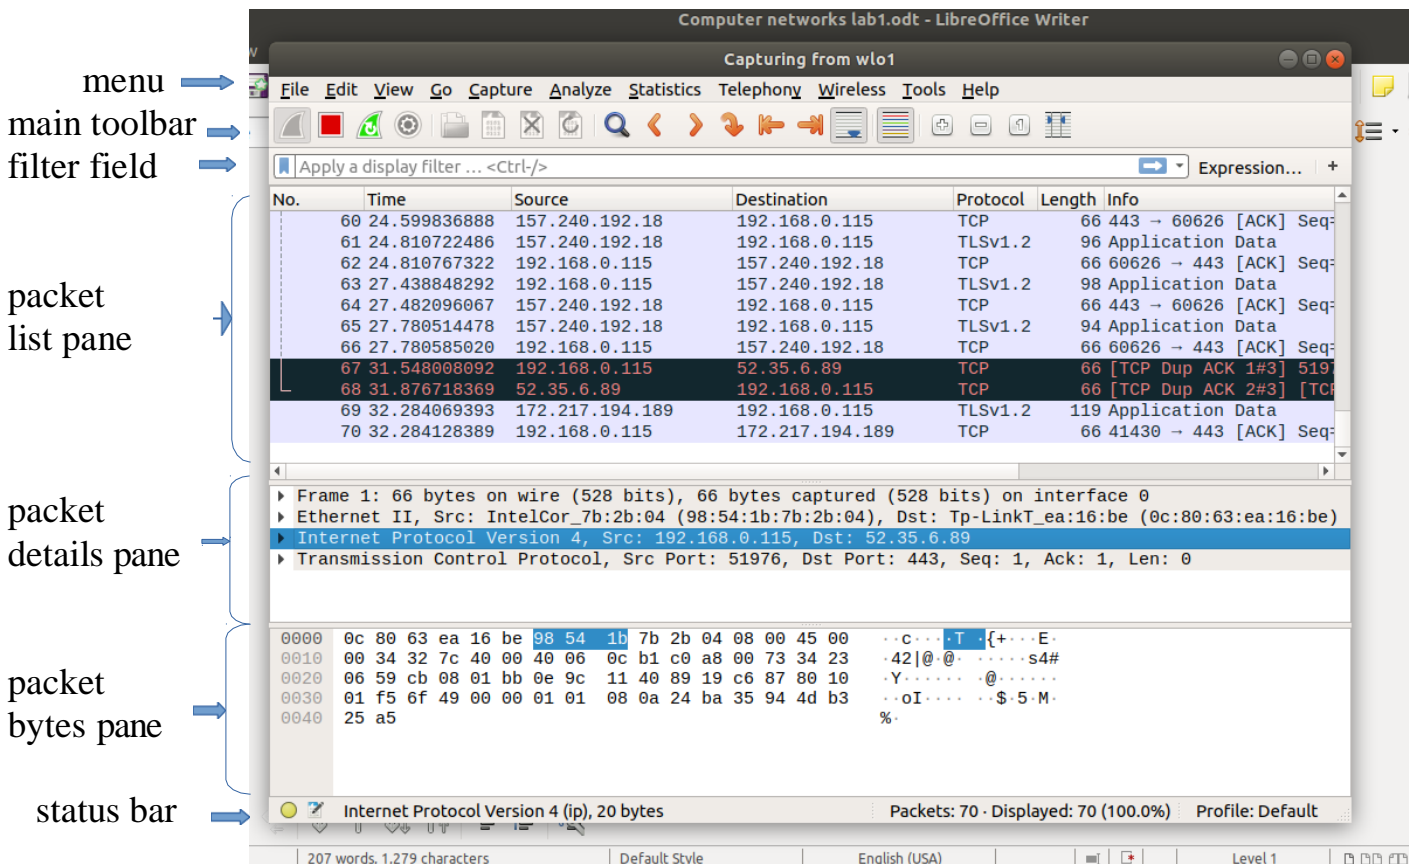 Computer networks lab1.odt - LibreOffice Writer
Capturing from wlo1
menu
File Edit View Go Capture Analyze Statistics Telephony Wireless Tools Help
main toolbar
filter field
Apply a display filter … <Ctrl-/> Expression… +
No. Time Source Destination Protocol Length Info
60 24.599836888 157.240.192.18 192.168.0.115 TCP 66 443 → 60626 [ACK] Seq=
61 24.810722486 157.240.192.18 192.168.0.115 TLSv1.2 96 Application Data
62 24.810767322 192.168.0.115 157.240.192.18 TCP 66 60626 → 443 [ACK] Seq=
63 27.438848292 192.168.0.115 157.240.192.18 TLSv1.2 98 Application Data
64 27.482096067 157.240.192.18 192.168.0.115 TCP 66 443 → 60626 [ACK] Seq=
65 27.780514478 157.240.192.18 192.168.0.115 TLSv1.2 94 Application Data
66 27.780585020 192.168.0.115 157.240.192.18 TCP 66 60626 → 443 [ACK] Seq=
67 31.548008092 192.168.0.115 52.35.6.89 TCP 66 [TCP Dup ACK 1#3] 5197
68 31.876718369 52.35.6.89 192.168.0.115 TCP 66 [TCP Dup ACK 2#3] [TCP
69 32.284069393 172.217.194.189 192.168.0.115 TLSv1.2 119 Application Data
70 32.284128389 192.168.0.115 172.217.194.189 TCP 66 41430 → 443 [ACK] Seq=
packet
list pane
Frame 1: 66 bytes on wire (528 bits), 66 bytes captured (528 bits) on interface 0
Ethernet II, Src: IntelCor_7b:2b:04 (98:54:1b:7b:2b:04), Dst: Tp-LinkT_ea:16:be (0c:80:63:ea:16:be)
Internet Protocol Version 4, Src: 192.168.0.115, Dst: 52.35.6.89
Transmission Control Protocol, Src Port: 51976, Dst Port: 443, Seq: 1, Ack: 1, Len: 0
packet
details pane
0000 0c 80 63 ea 16 be 98 54 1b 7b 2b 04 08 00 45 00 ··c····T ·{+···E·
0010 00 34 32 7c 40 00 40 06 0c b1 c0 a8 00 73 34 23 ·42|@·@· ·····s4#
0020 06 59 cb 08 01 bb 0e 9c 11 40 89 19 c6 87 80 10 ·Y······ ·@······
0030 01 f5 6f 49 00 00 01 01 08 0a 24 ba 35 94 4d b3 ··oI···· ··$·5·M·
0040 25 a5 %·
packet
bytes pane
status bar
Internet Protocol Version 4 (ip), 20 bytes Packets: 70 · Displayed: 70 (100.0%) Profile: Default
207 words, 1,279 characters Default Style English (USA) Level 1